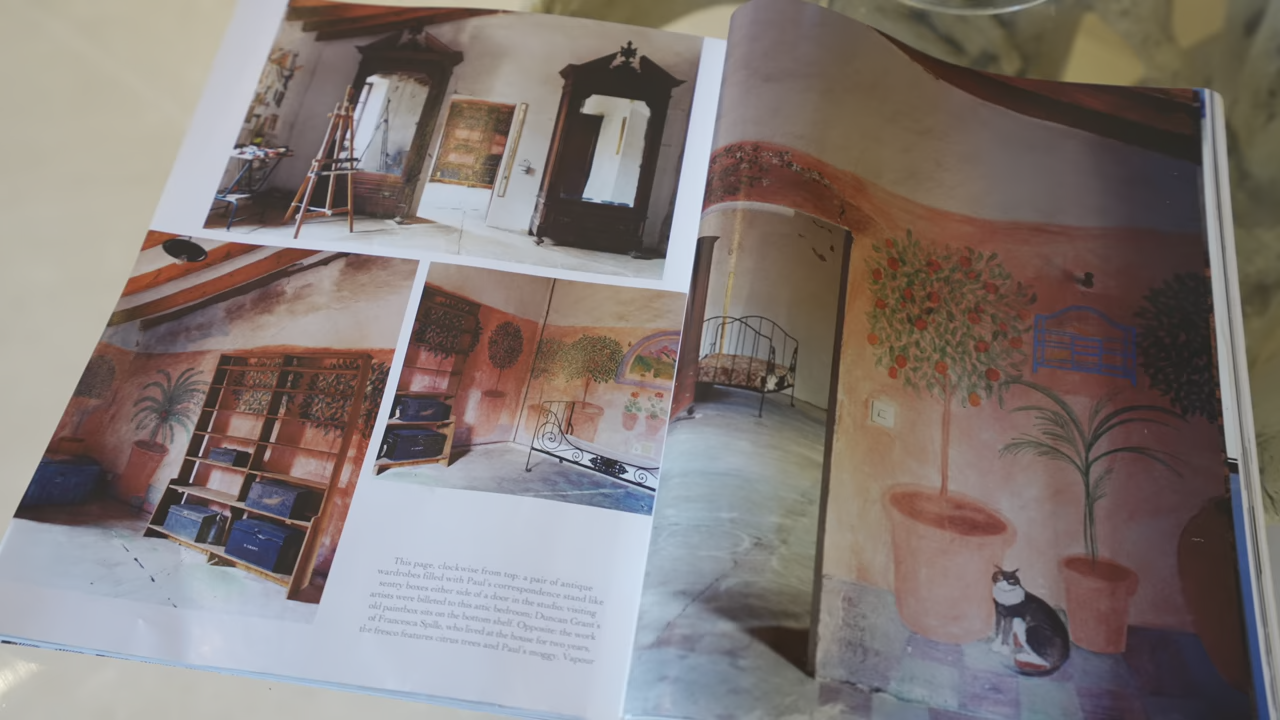 This page, clockwise from top: a pair of antique
wardrobes filled with Paul's correspondence stand like
sentry boxes either side of a door in the studio; visiting
artists were billeted to this attic bedroom; Duncan Grant's
old paintbox sits on the bottom shelf. Opposite: the work
of Francesca Spille, who lived at the house for two years,
the fresco features citrus trees and Paul's moggy, Vapour